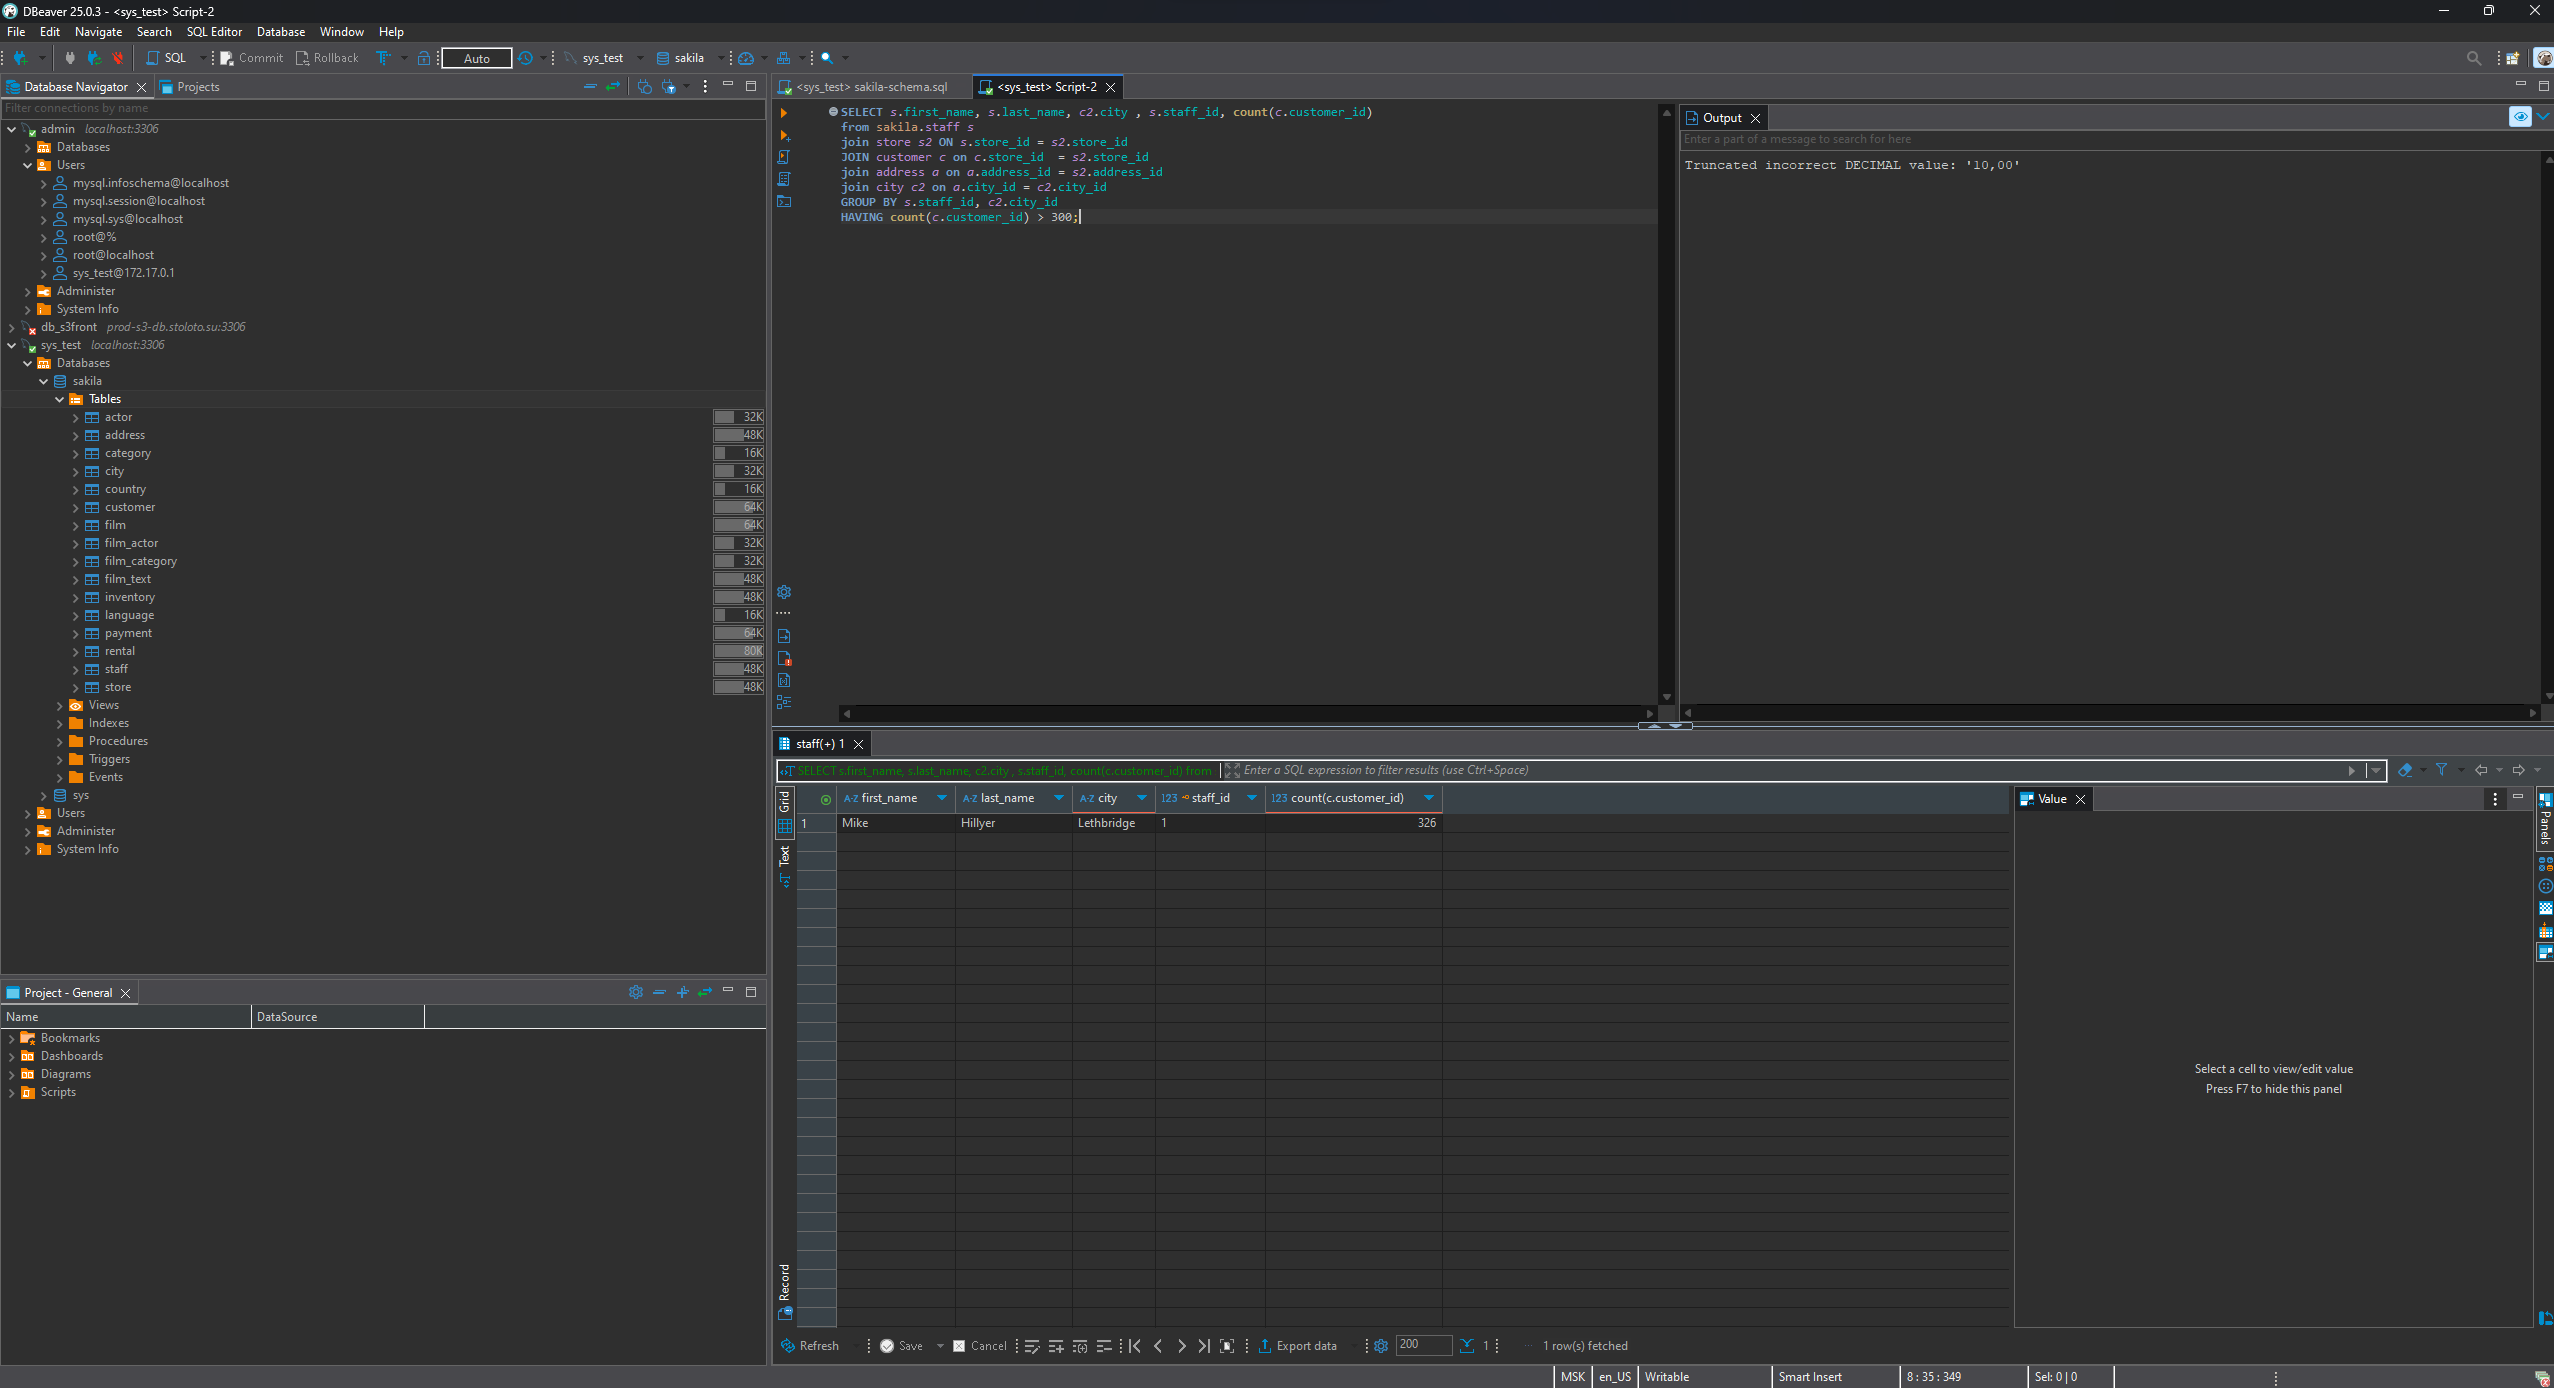 DBeaver 25.0.3 - <sys_test> Script-2
File Edit Navigate Search SQL Editor Database Window Help
SQL Commit Rollback Auto sys_test sakila
Database Navigator Projects
Filter connections by name
admin localhost:3306
Databases
Users
mysql.infoschema@localhost
mysql.session@localhost
mysql.sys@localhost
root@%
root@localhost
sys_test@172.17.0.1
Administer
System Info
db_s3front prod-s3-db.stoloto.su:3306
sys_test localhost:3306
Databases
sakila
Tables
actor 32K
address 48K
category 16K
city 32K
country 16K
customer 64K
film 64K
film_actor 32K
film_category 32K
film_text 48K
inventory 48K
language 16K
payment 64K
rental 80K
staff 48K
store 48K
Views
Indexes
Procedures
Triggers
Events
sys
Users
Administer
System Info
Project - General
Name DataSource
Bookmarks
Dashboards
Diagrams
Scripts
<sys_test> sakila-schema.sql <sys_test> Script-2
SELECT s.first_name, s.last_name, c2.city , s.staff_id, count(c.customer_id)
from sakila.staff s
join store s2 ON s.store_id = s2.store_id
JOIN customer c on c.store_id  = s2.store_id
join address a on a.address_id = s2.address_id
join city c2 on a.city_id = c2.city_id
GROUP BY s.staff_id, c2.city_id
HAVING count(c.customer_id) > 300;
Output
Enter a part of a message to search for here
Truncated incorrect DECIMAL value: '10,00'
staff(+) 1
SELECT s.first_name, s.last_name, c2.city , s.staff_id, count(c.customer_id) from Enter a SQL expression to filter results (use Ctrl+Space)
Grid
Text
Record
A-Z first_name A-Z last_name A-Z city 123 staff_id 123 count(c.customer_id)
1 Mike Hillyer Lethbridge 1 326
Value
Panels
Select a cell to view/edit value
Press F7 to hide this panel
Refresh Save Cancel Export data 200 1 1 row(s) fetched
MSK en_US Writable Smart Insert 8 : 35 : 349 Sel: 0 | 0